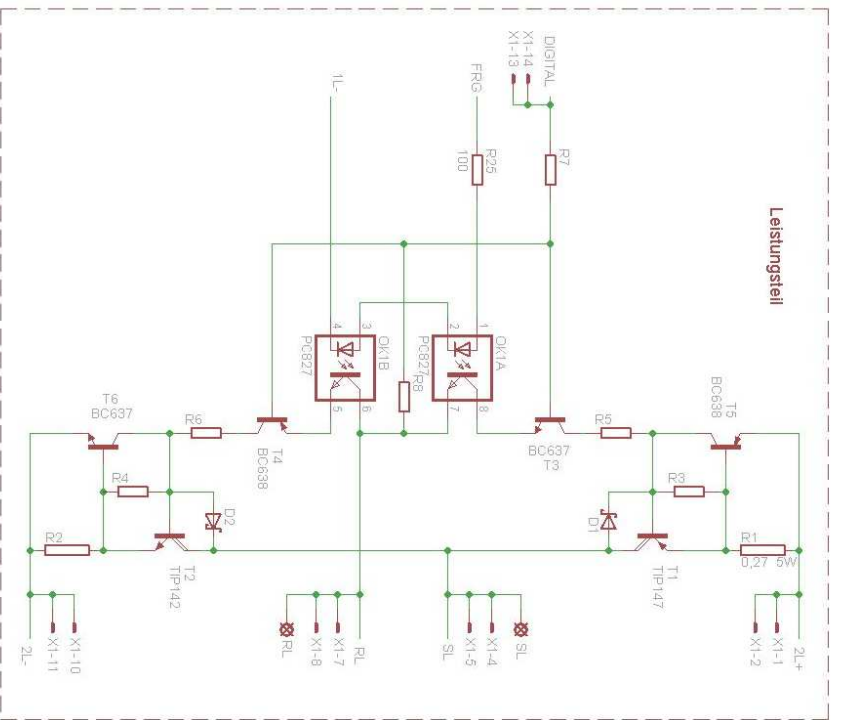 Leistungsteil
DIGITAL
X1-14
X1-13
FRG
1L-
R7
R25
100
OK1A
PC827
1
2
8
7
OK1B
PC827
3
4
6
5
R8
T6
BC637
R6
T4
BC638
BC637
T3
R5
T5
BC638
R4
R3
R2
D2
T2
TIP142
D1
T1
TIP147
R1
0,27 5W
2L-
X1-11
X1-10
RL
X1-8
X1-7
RL
SL
X1-5
X1-4
SL
X1-2
X1-1
2L+